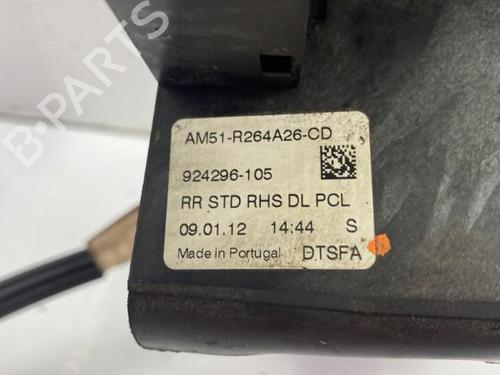 B-PARTS
AM51-R264A26-CD
924296-105
RR STD RHS DL PCL
09.01.12 14:44 S
Made in Portugal DTSFA